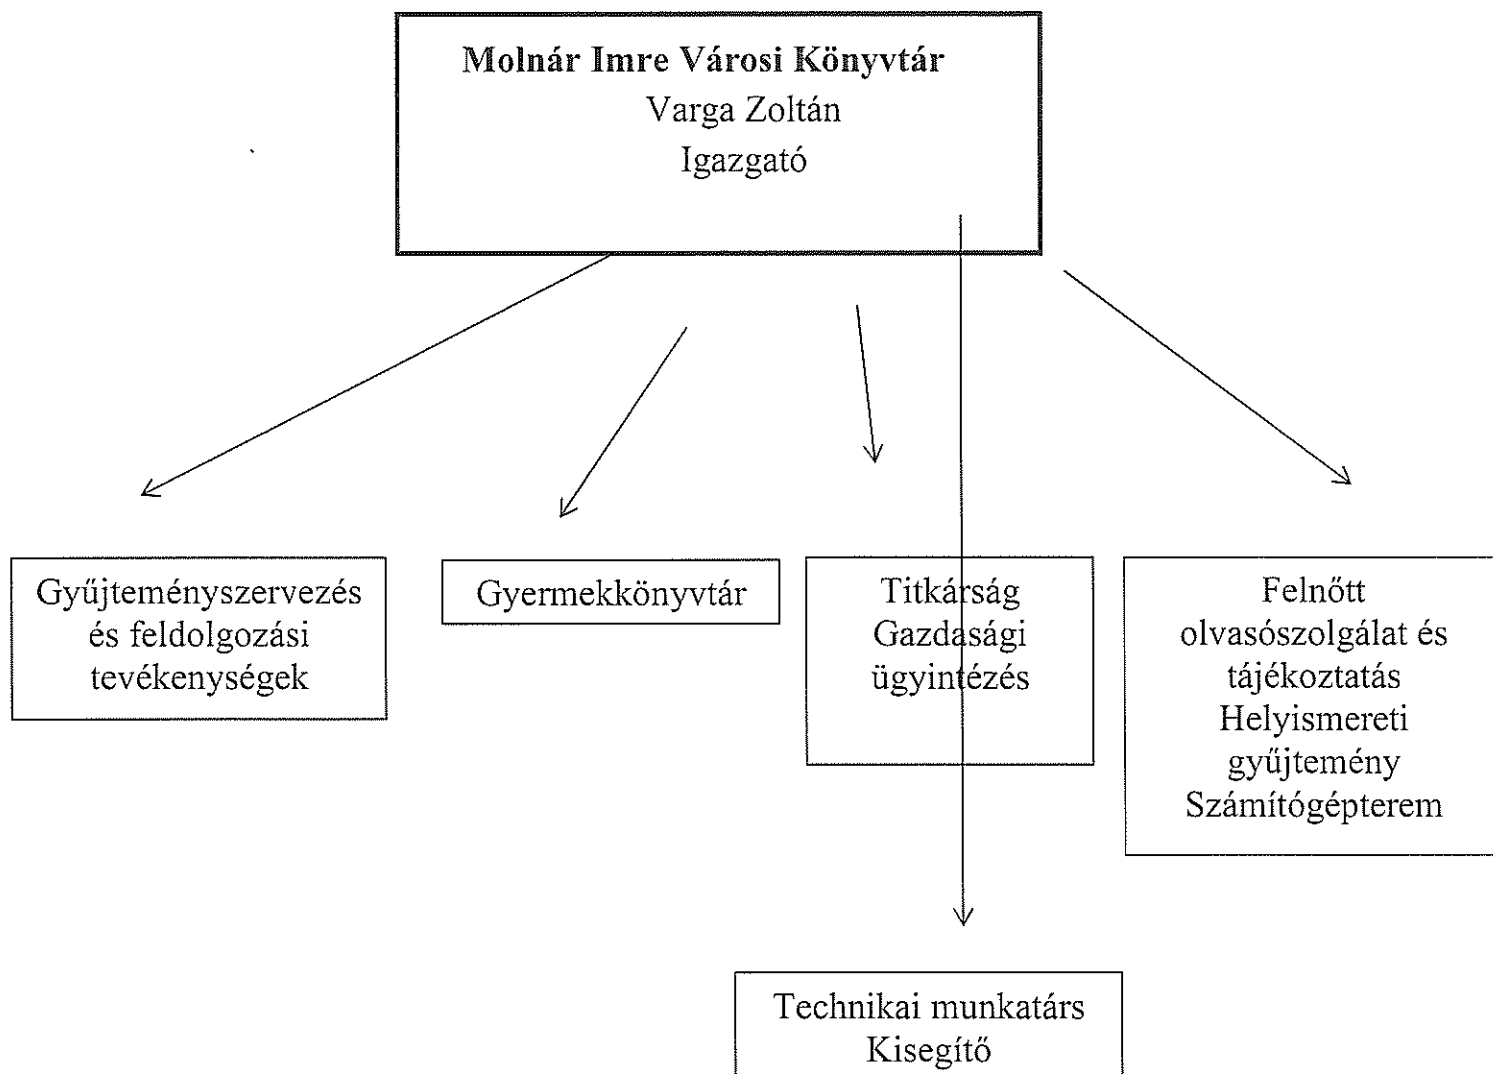 Molnár Imre Városi Könyvtár
Varga Zoltán
Igazgató
Gyűjteményszervezés
és feldolgozási
tevékenységek
Gyermekkönyvtár
Titkárság
Gazdasági
ügyintézés
Felnőtt
olvasószolgálat és
tájékoztatás
Helyismereti
gyűjtemény
Számítógépterem
Technikai munkatárs
Kisegítő